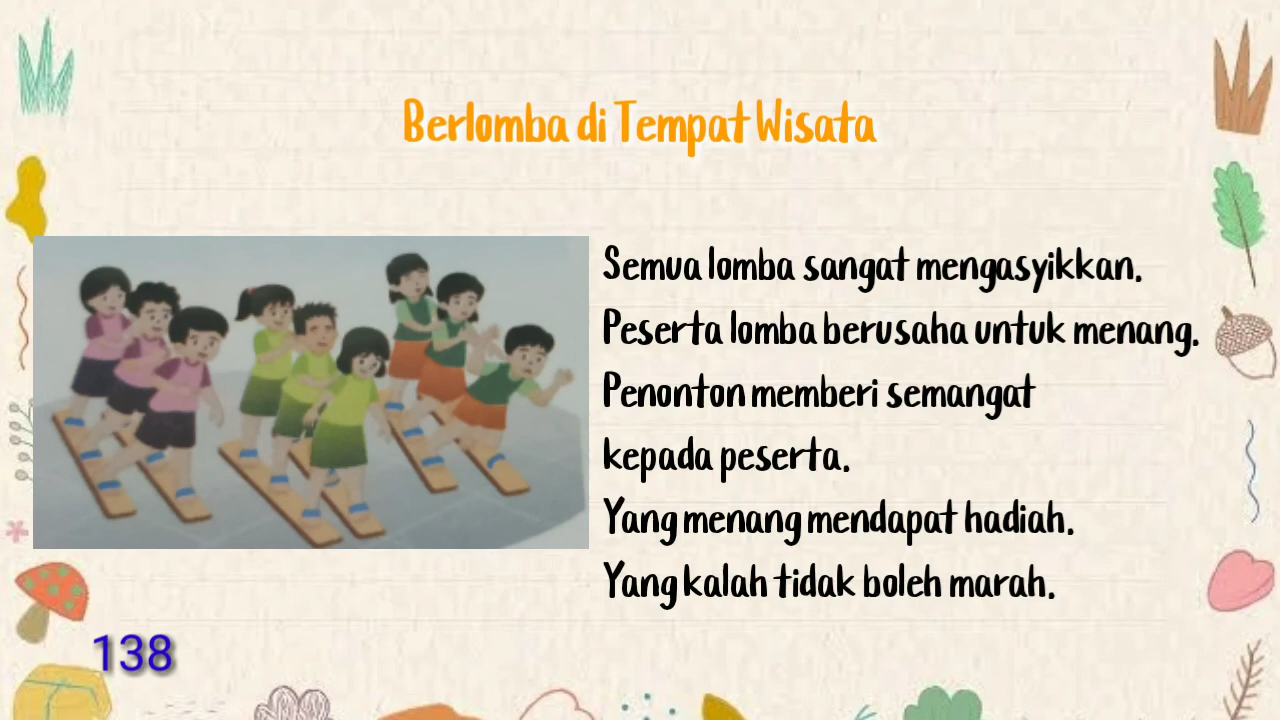 Berlomba di Tempat Wisata
Semua lomba sangat mengasyikkan.
Peserta lomba berusaha untuk menang.
Penonton memberi semangat
kepada peserta.
Yang menang mendapat hadiah.
Yang kalah tidak boleh marah.
138